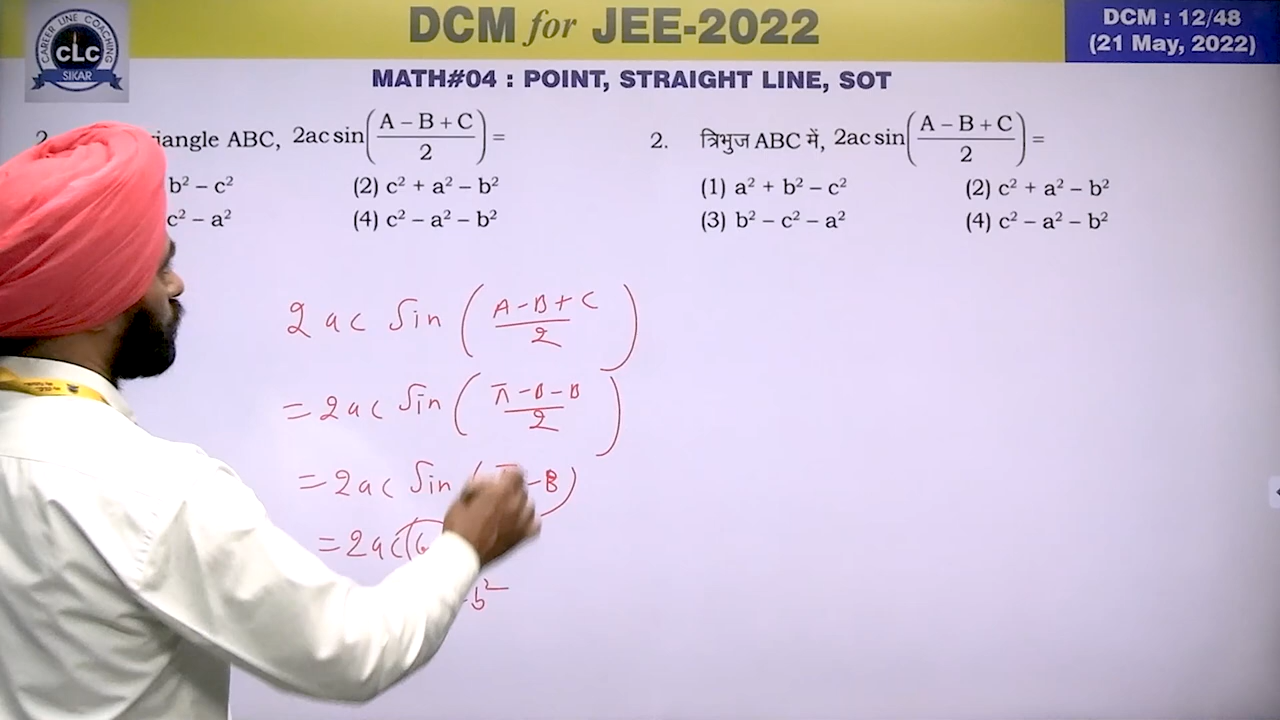 CAREER LINE COACHING
CLC
SIKAR
DCM for JEE-2022
DCM : 12/48
(21 May, 2022)
MATH#04 : POINT, STRAIGHT LINE, SOT
2 iangle ABC, 2ac sin((A – B + C)/2) =
b² – c² (2) c² + a² – b²
c² – a² (4) c² – a² – b²
2. त्रिभुज ABC में, 2ac sin((A – B + C)/2) =
(1) a² + b² – c² (2) c² + a² – b²
(3) b² – c² – a² (4) c² – a² – b²
2ac Sin((A-B+C)/2)
=2ac Sin((π-B-B)/2)
=2ac Sin( -B)
=2ac
b²